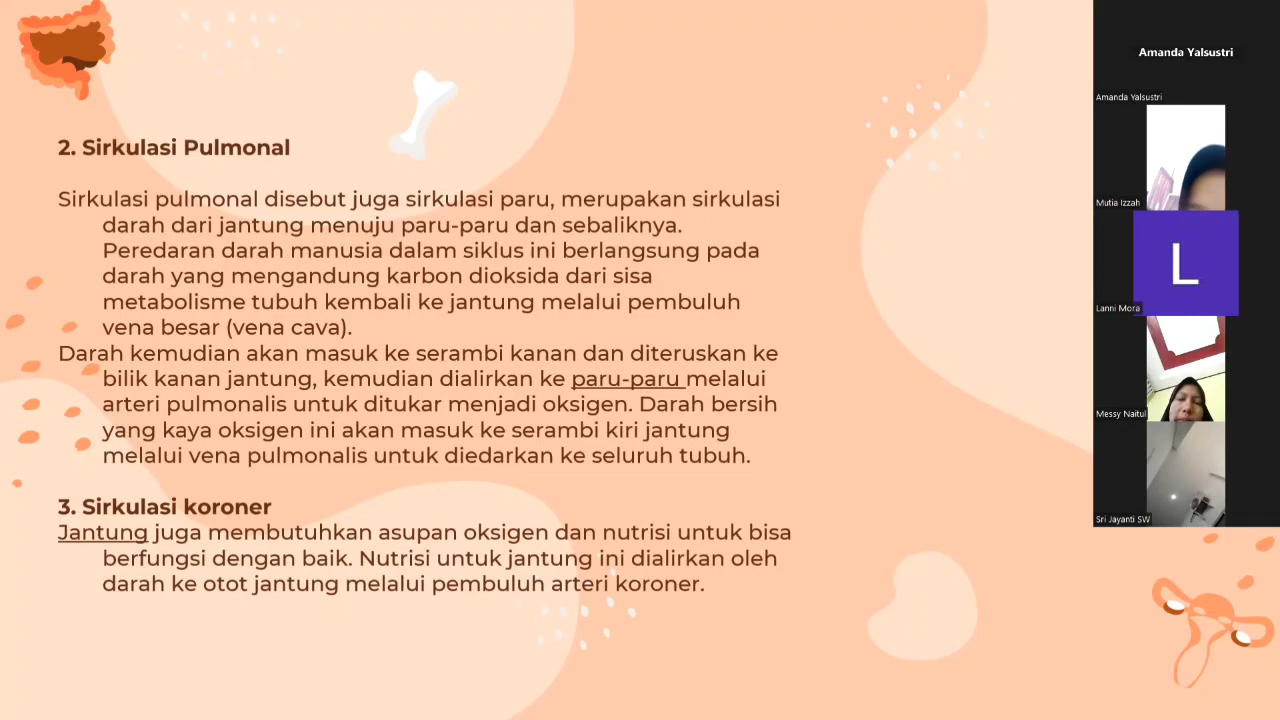 2. Sirkulasi Pulmonal
Sirkulasi pulmonal disebut juga sirkulasi paru, merupakan sirkulasi
darah dari jantung menuju paru-paru dan sebaliknya.
Peredaran darah manusia dalam siklus ini berlangsung pada
darah yang mengandung karbon dioksida dari sisa
metabolisme tubuh kembali ke jantung melalui pembuluh
vena besar (vena cava).
Darah kemudian akan masuk ke serambi kanan dan diteruskan ke
bilik kanan jantung, kemudian dialirkan ke paru-paru melalui
arteri pulmonalis untuk ditukar menjadi oksigen. Darah bersih
yang kaya oksigen ini akan masuk ke serambi kiri jantung
melalui vena pulmonalis untuk diedarkan ke seluruh tubuh.
3. Sirkulasi koroner
Jantung juga membutuhkan asupan oksigen dan nutrisi untuk bisa
berfungsi dengan baik. Nutrisi untuk jantung ini dialirkan oleh
darah ke otot jantung melalui pembuluh arteri koroner.
Amanda Yalsustri
Amanda Yalsustri
Mutia Izzah
L
Lanni Mora
Messy Naitul
Sri Jayanti SW